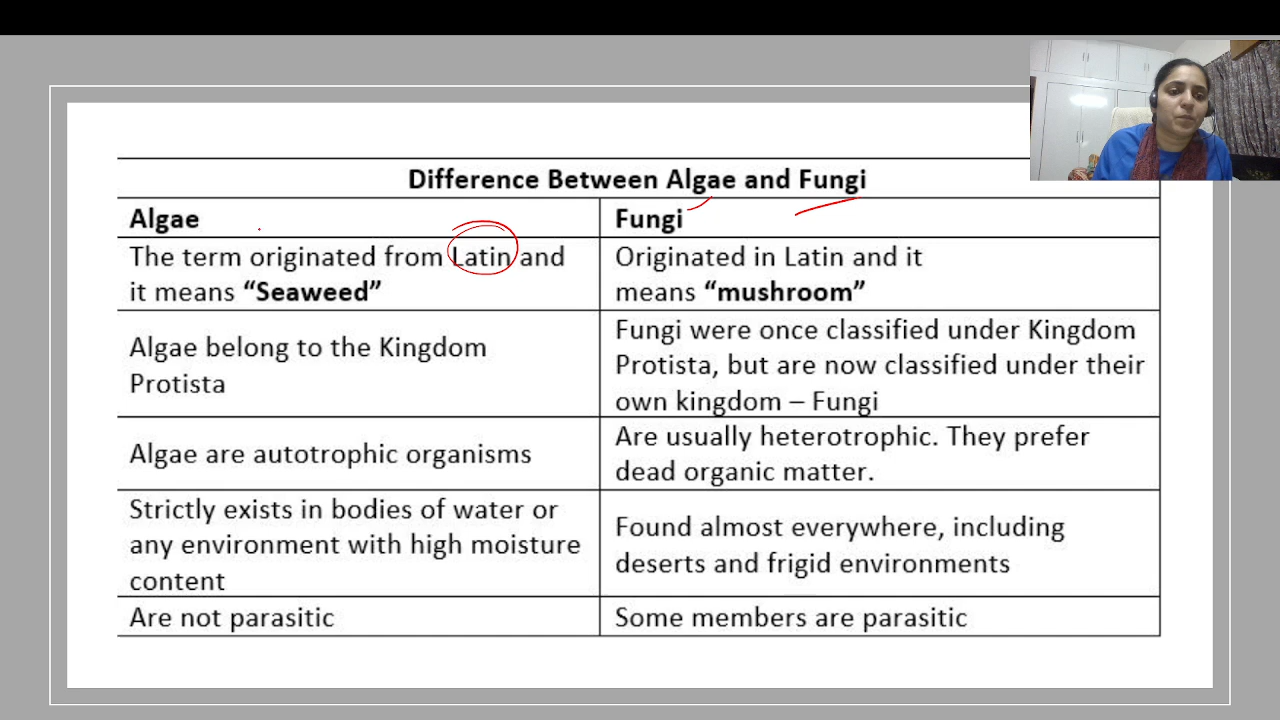 Difference Between Algae and Fungi
Algae
Fungi
The term originated from Latin and
it means “Seaweed”
Originated in Latin and it
means “mushroom”
Algae belong to the Kingdom
Protista
Fungi were once classified under Kingdom
Protista, but are now classified under their
own kingdom – Fungi
Algae are autotrophic organisms
Are usually heterotrophic. They prefer
dead organic matter.
Strictly exists in bodies of water or
any environment with high moisture
content
Found almost everywhere, including
deserts and frigid environments
Are not parasitic
Some members are parasitic